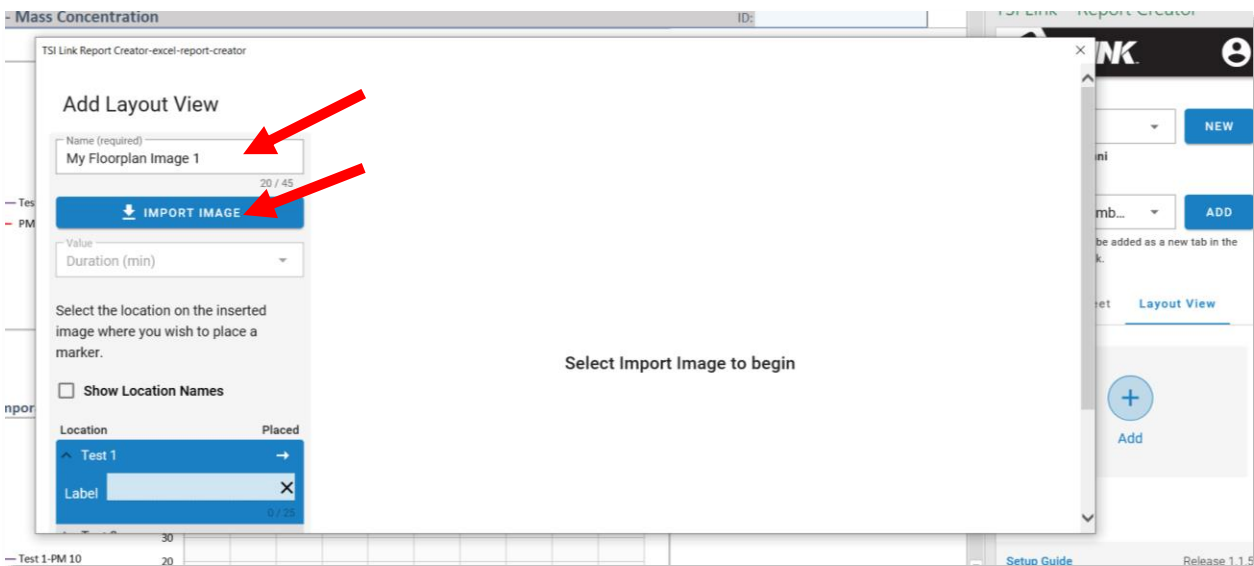 - Mass Concentration
ID:
TSI Link - Report Creator
TSI Link Report Creator-excel-report-creator
Add Layout View
Name (required)
My Floorplan Image 1
20 / 45
IMPORT IMAGE
Value
Duration (min)
Select the location on the inserted
image where you wish to place a
marker.
Show Location Names
Location Placed
Test 1
Label
0 / 25
Select Import Image to begin
NEW
ADD
be added as a new tab in the
Layout View
Add
PM
30
Test 1-PM 10
20
Setup Guide
Release 1.1.5